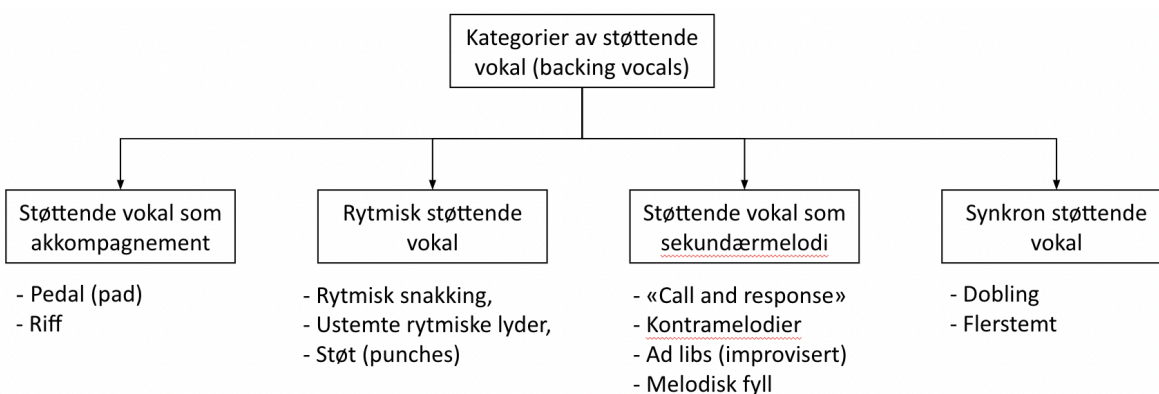 Kategorier av støttende
vokal (backing vocals)
Støttende vokal som
akkompagnement
- Pedal (pad)
- Riff
Rytmisk støttende
vokal
- Rytmisk snakking,
- Ustemte rytmiske lyder,
- Støt (punches)
Støttende vokal som
sekundærmelodi
- «Call and response»
- Kontramelodier
- Ad libs (improvisert)
- Melodisk fyll
Synkron støttende
vokal
- Dobling
- Flerstemt